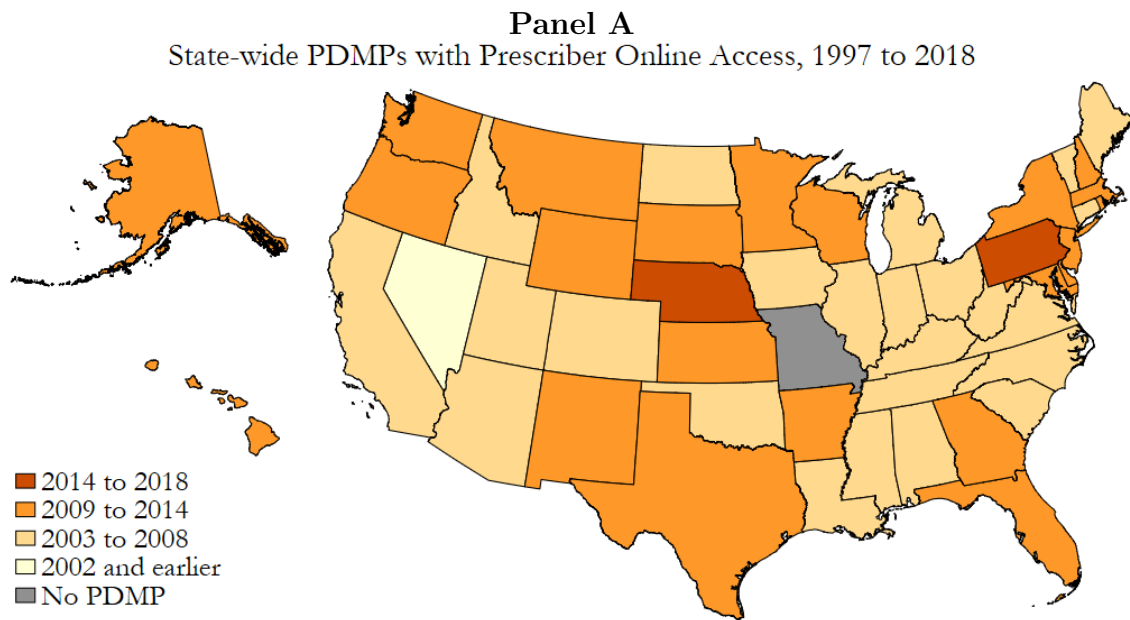 Panel A
State-wide PDMPs with Prescriber Online Access, 1997 to 2018
2014 to 2018
2009 to 2014
2003 to 2008
2002 and earlier
No PDMP